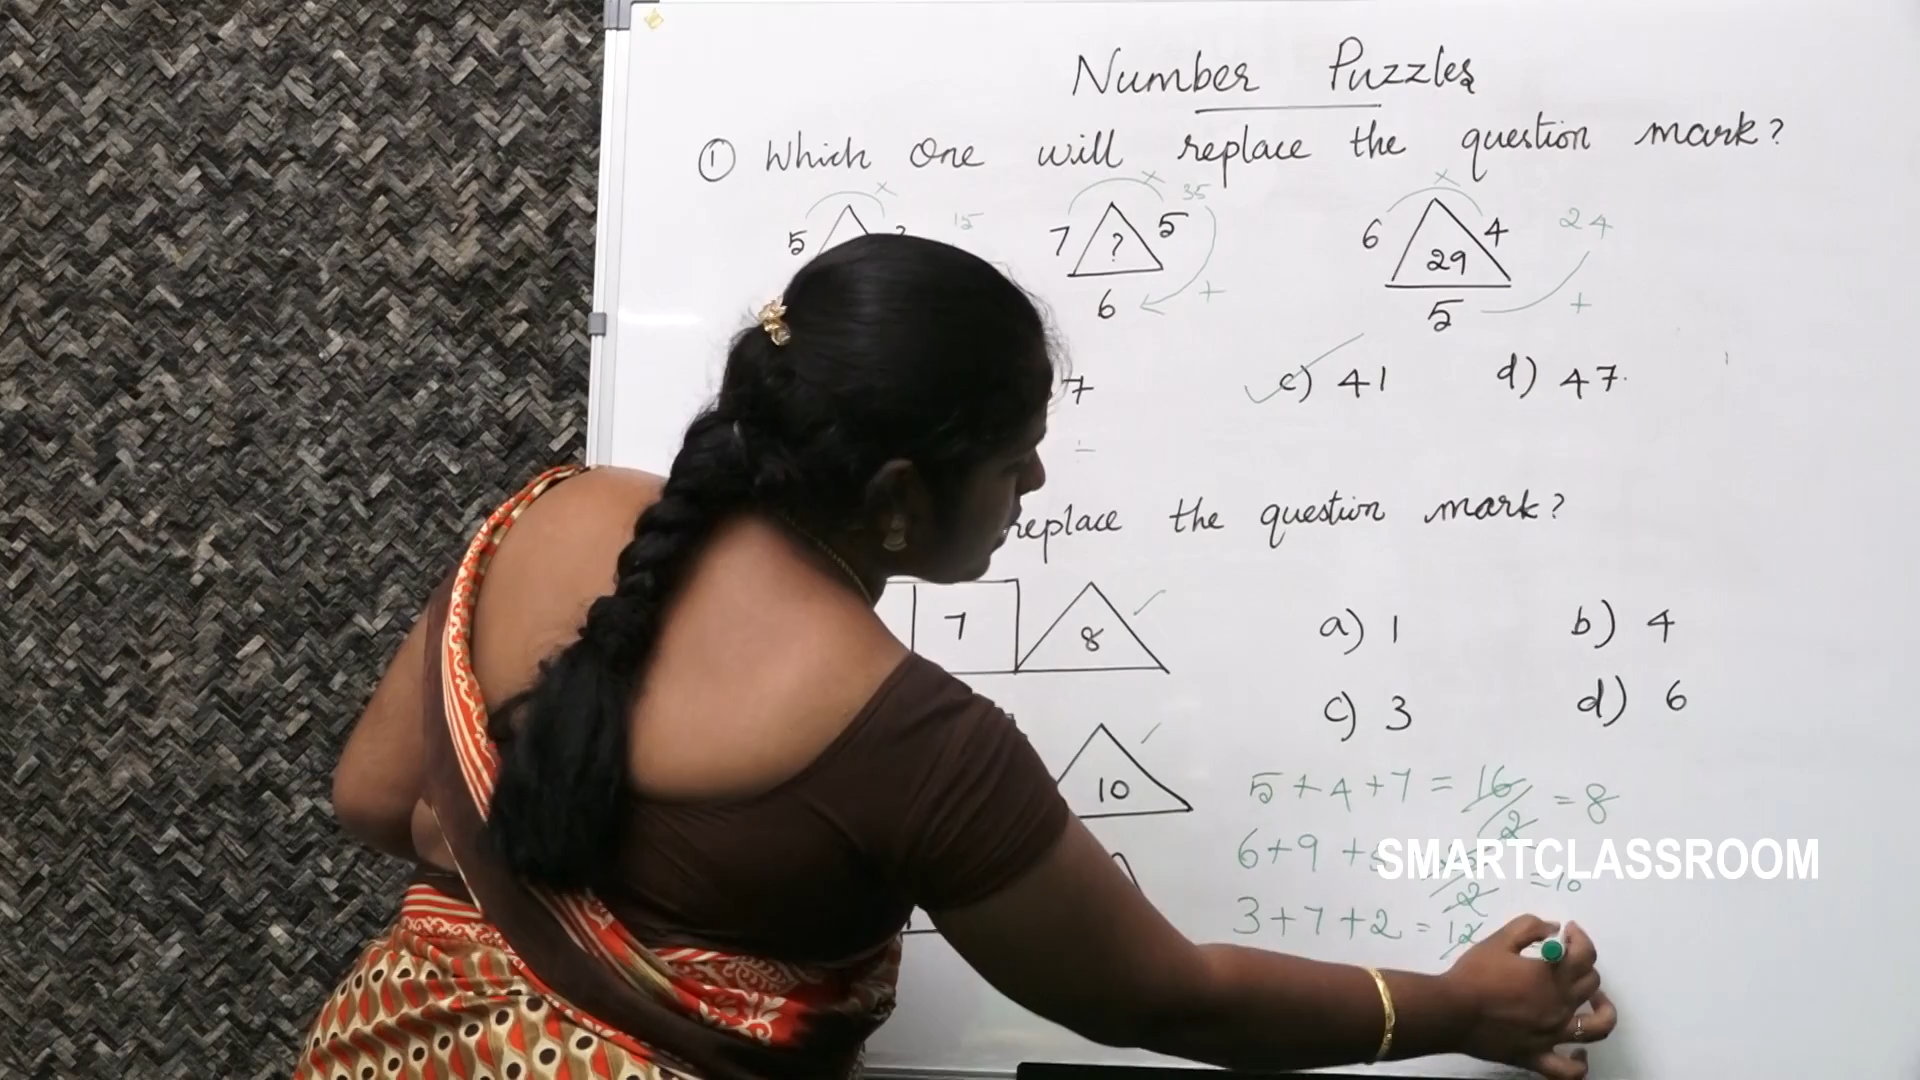 Number Puzzles
① Which one will replace the question mark?
× × 35 ×
5 15 7 ? 5 6 29 4 24
6 + 5 +
7 c) 41 d) 47.
replace the question mark?
7 8 a) 1 b) 4
c) 3 d) 6
10 5+4+7 = 16/2 = 8
6+9+ 2 =10
SMARTCLASSROOM
3+7+2 = 12